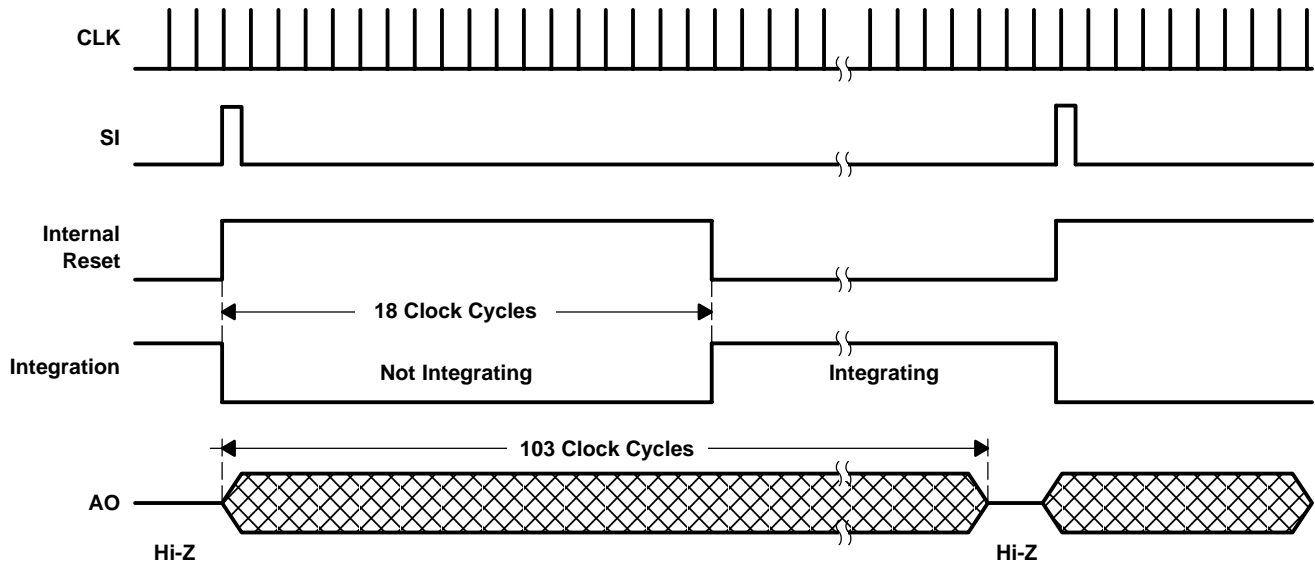 CLK
SI
Internal
Reset
18 Clock Cycles
Integration
Not Integrating
Integrating
103 Clock Cycles
AO
Hi-Z
Hi-Z